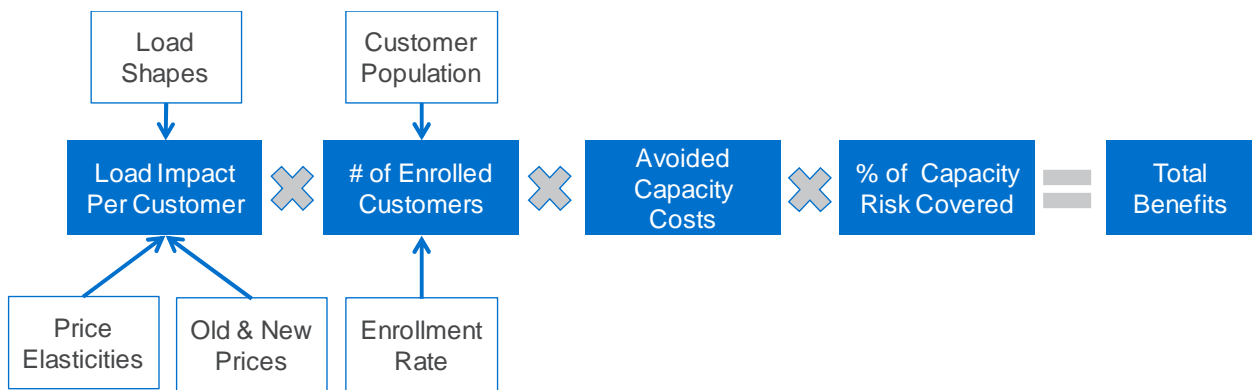 Load
Shapes
Customer
Population
Load Impact
Per Customer
# of Enrolled
Customers
Avoided
Capacity
Costs
% of Capacity
Risk Covered
Total
Benefits
Price
Elasticities
Old & New
Prices
Enrollment
Rate